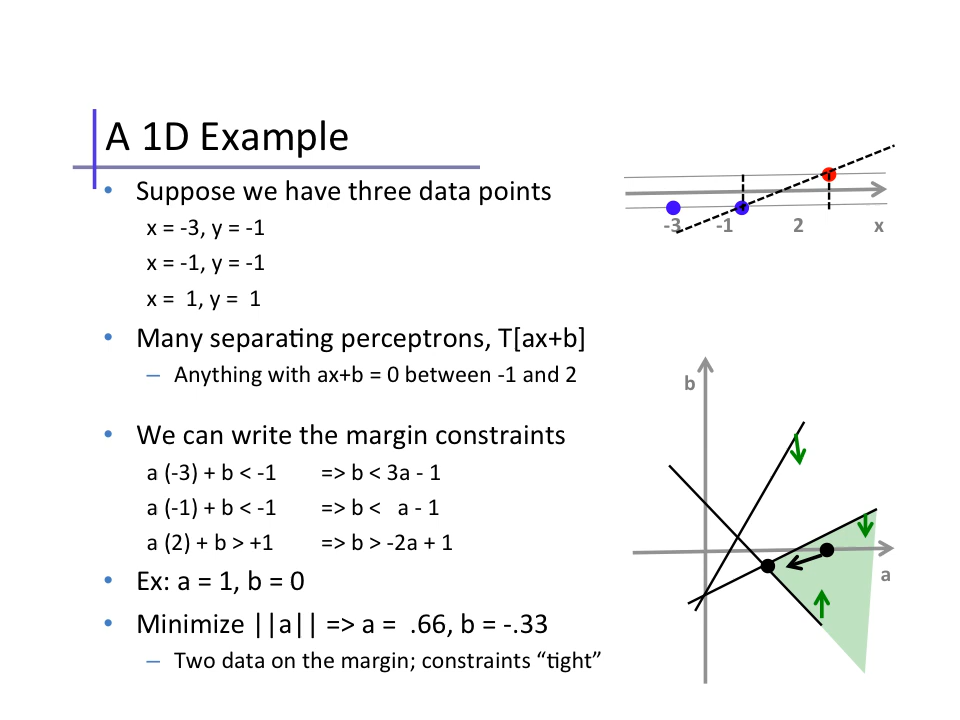 A 1D Example
• Suppose we have three data points
x = -3, y = -1
x = -1, y = -1
x = 1, y = 1
• Many separating perceptrons, T[ax+b]
– Anything with ax+b = 0 between -1 and 2
• We can write the margin constraints
a (-3) + b < -1 => b < 3a - 1
a (-1) + b < -1 => b < a - 1
a (2) + b > +1 => b > -2a + 1
• Ex: a = 1, b = 0
• Minimize ||a|| => a = .66, b = -.33
– Two data on the margin; constraints “tight”
-3 -1 2 x
b
a